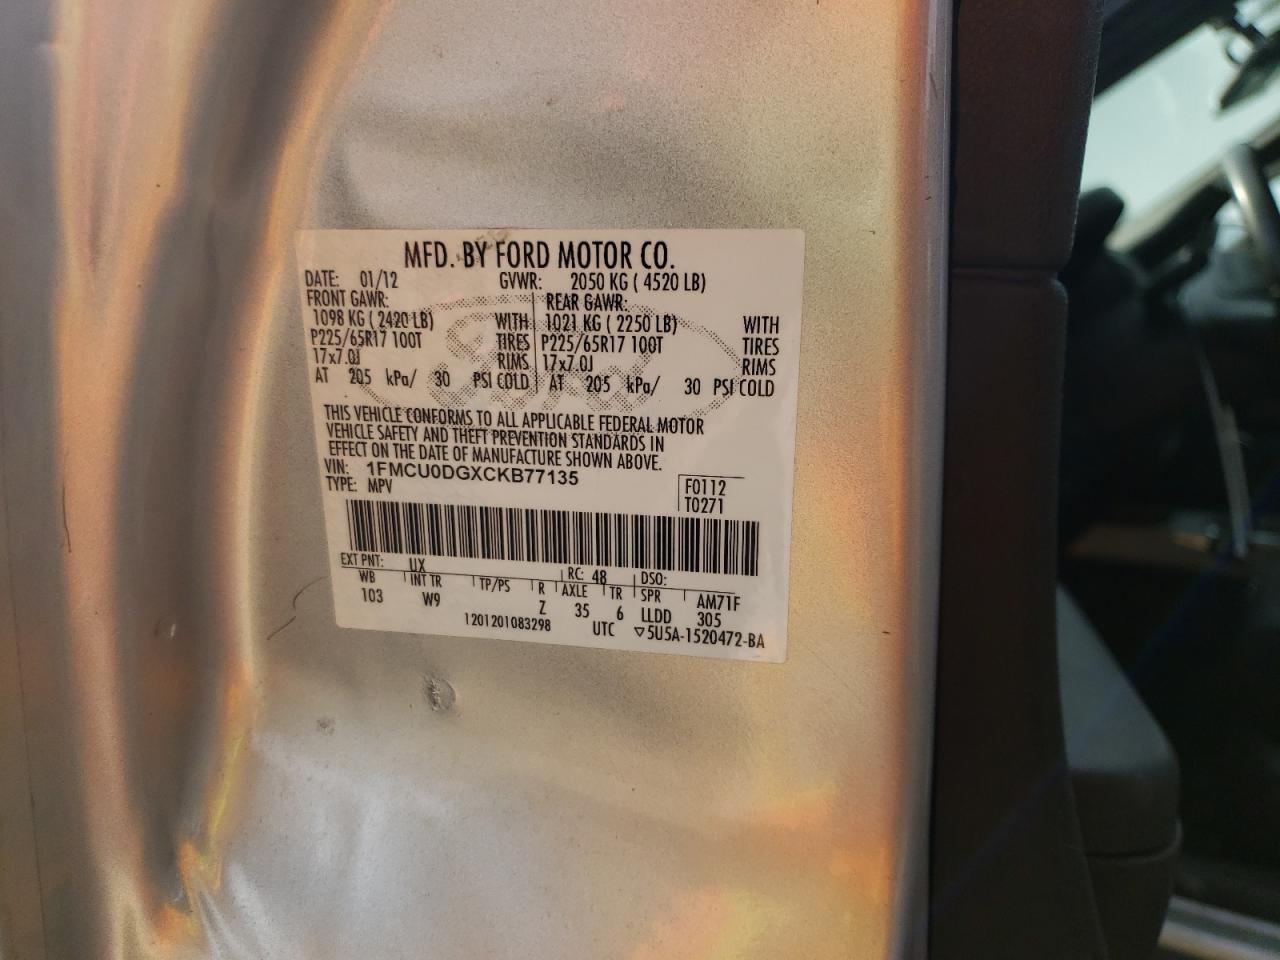 MFD. BY FORD MOTOR CO.
DATE: 01/12 GVWR: 2050 KG ( 4520 LB)
FRONT GAWR: REAR GAWR:
1098 KG ( 2420 LB) WITH 1021 KG ( 2250 LB) WITH
P225/65R17 100T TIRES P225/65R17 100T TIRES
17x7.0J RIMS 17x7.0J RIMS
AT 205 kPa/ 30 PSI COLD AT 205 kPa/ 30 PSI COLD
THIS VEHICLE CONFORMS TO ALL APPLICABLE FEDERAL MOTOR
VEHICLE SAFETY AND THEFT PREVENTION STANDARDS IN
EFFECT ON THE DATE OF MANUFACTURE SHOWN ABOVE.
VIN: 1FMCU0DGXCKB77135
TYPE: MPV
F0112
T0271
EXT PNT: UX RC: 48 DSO:
WB INT TR TP/PS R AXLE TR SPR AM71F
103 W9 Z 35 6 LLDD 305
1201201083298 UTC ▽5U5A-1520472-BA